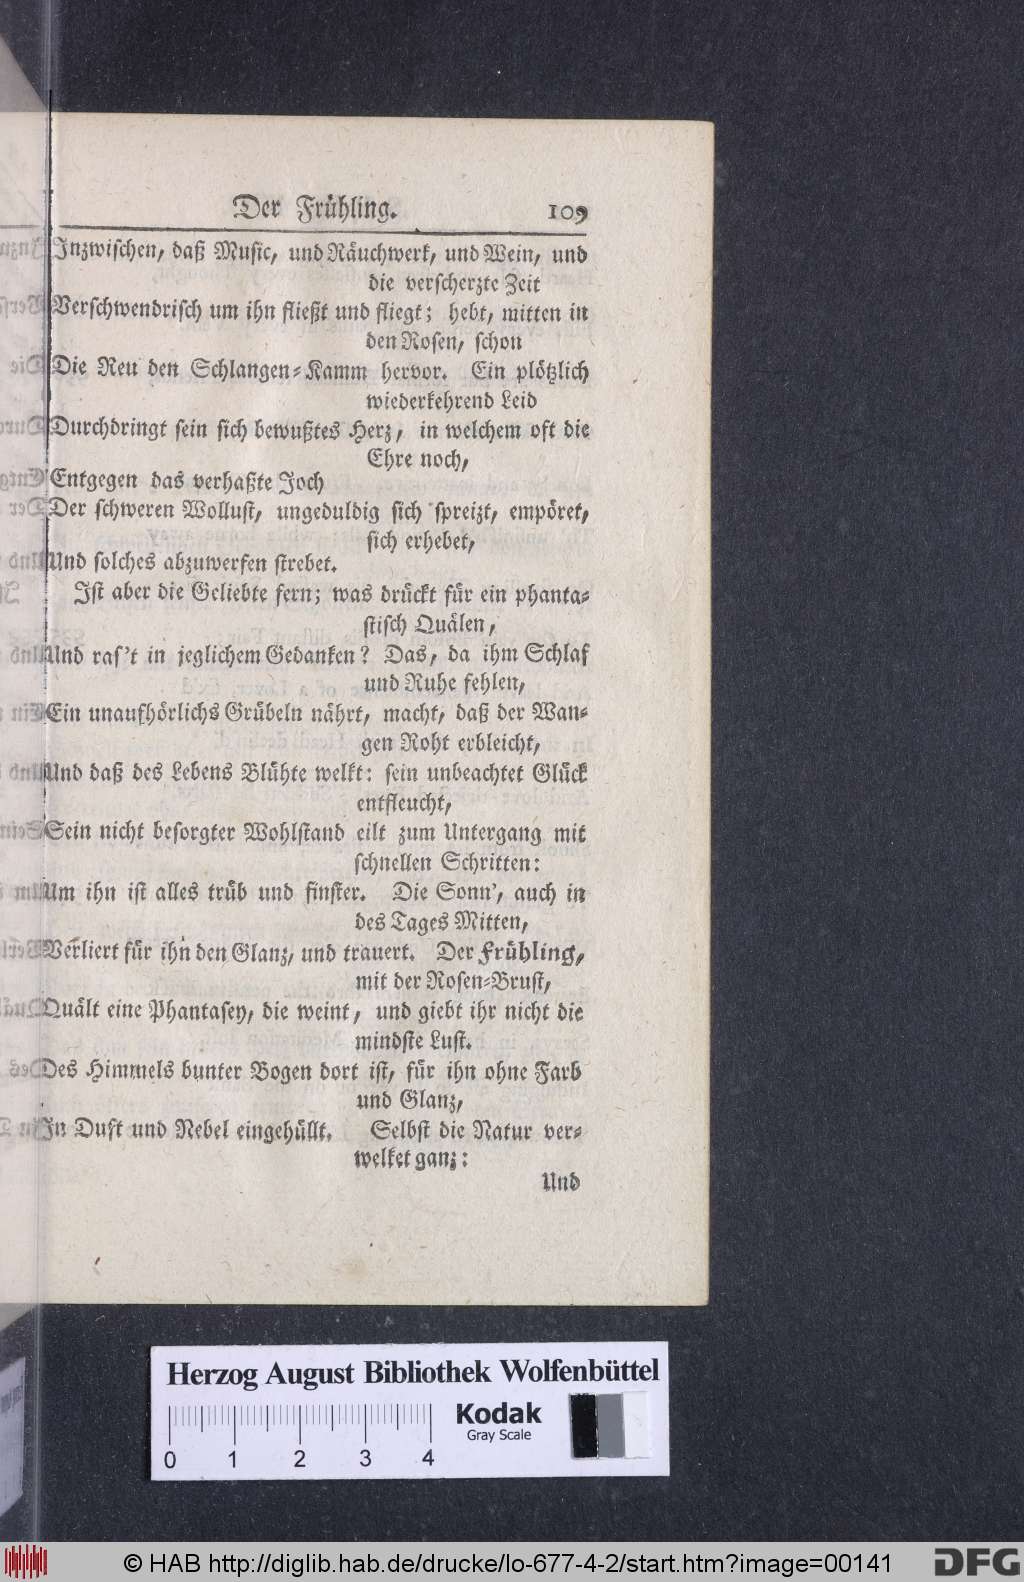 Der Frühling. 109
Inzwischen, daß Music, und Räuchwerk, und Wein, und
die verscherzte Zeit
Verschwendrisch um ihn fließt und fliegt; hebt, mitten in
den Rosen, schon
Die Reu den Schlangen-Kamm hervor. Ein plötzlich
wiederkehrend Leid
Durchdringt sein sich bewußtes Herz, in welchem oft die
Ehre noch,
Entgegen das verhaßte Joch
Der schweren Wollust, ungeduldig sich spreizt, empöret,
sich erhebet,
Und solches abzuwerfen strebet.
Ist aber die Geliebte fern; was drückt für ein phanta-
stisch Quälen,
Und ras't in jeglichem Gedanken? Das, da ihm Schlaf
und Ruhe fehlen,
Ein unaufhörlichs Grübeln nährt, macht, daß der Wan-
gen Roht erbleicht,
Und daß des Lebens Blühte welkt: sein unbeachtet Glück
entfleucht,
Sein nicht besorgter Wohlstand eilt zum Untergang mit
schnellen Schritten:
Um ihn ist alles trüb und finster. Die Sonn', auch in
des Tages Mitten,
Verliert für ihn den Glanz, und trauert. Der Frühling,
mit der Rosen-Brust,
Quält eine Phantasey, die weint, und giebt ihr nicht die
mindste Lust.
Des Himmels bunter Bogen dort ist, für ihn ohne Farb
und Glanz,
In Duft und Nebel eingehüllt. Selbst die Natur ver-
welket ganz:
Und
Herzog August Bibliothek Wolfenbüttel
Kodak
Gray Scale
0 1 2 3 4
© HAB http://diglib.hab.de/drucke/lo-677-4-2/start.htm?image=00141
DFG